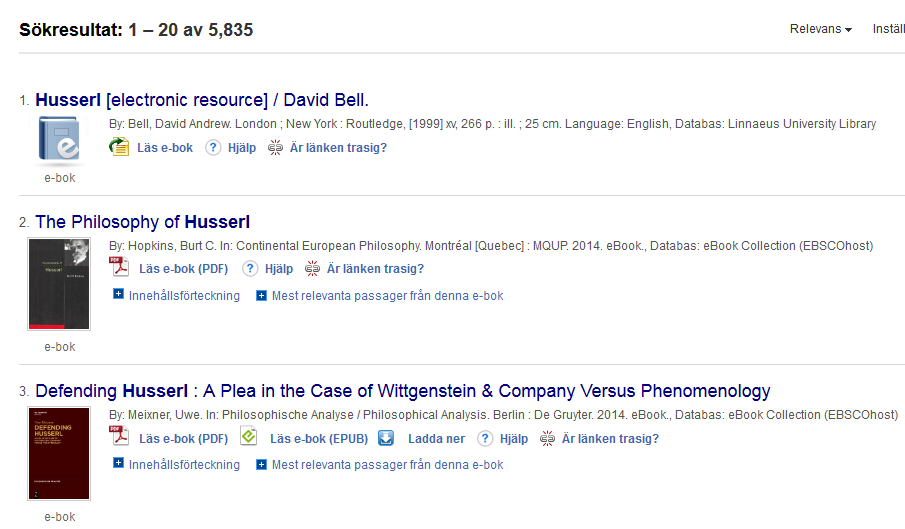 Sökresultat: 1 – 20 av 5,835
Relevans
Inställ
1. Husserl [electronic resource] / David Bell.
By: Bell, David Andrew. London ; New York : Routledge, [1999] xv, 266 p. : ill. ; 25 cm. Language: English, Databas: Linnaeus University Library
Läs e-bok ? Hjälp Är länken trasig?
e-bok
2. The Philosophy of Husserl
By: Hopkins, Burt C. In: Continental European Philosophy. Montréal [Quebec] : MQUP. 2014. eBook., Databas: eBook Collection (EBSCOhost)
PDF Läs e-bok (PDF) ? Hjälp Är länken trasig?
Husserl
Innehållsförteckning Mest relevanta passager från denna e-bok
e-bok
3. Defending Husserl : A Plea in the Case of Wittgenstein & Company Versus Phenomenology
By: Meixner, Uwe. In: Philosophische Analyse / Philosophical Analysis. Berlin : De Gruyter. 2014. eBook., Databas: eBook Collection (EBSCOhost)
PDF Läs e-bok (PDF) Läs e-bok (EPUB) Ladda ner ? Hjälp Är länken trasig?
DEFENDING
HUSSERL
Innehållsförteckning Mest relevanta passager från denna e-bok
e-bok